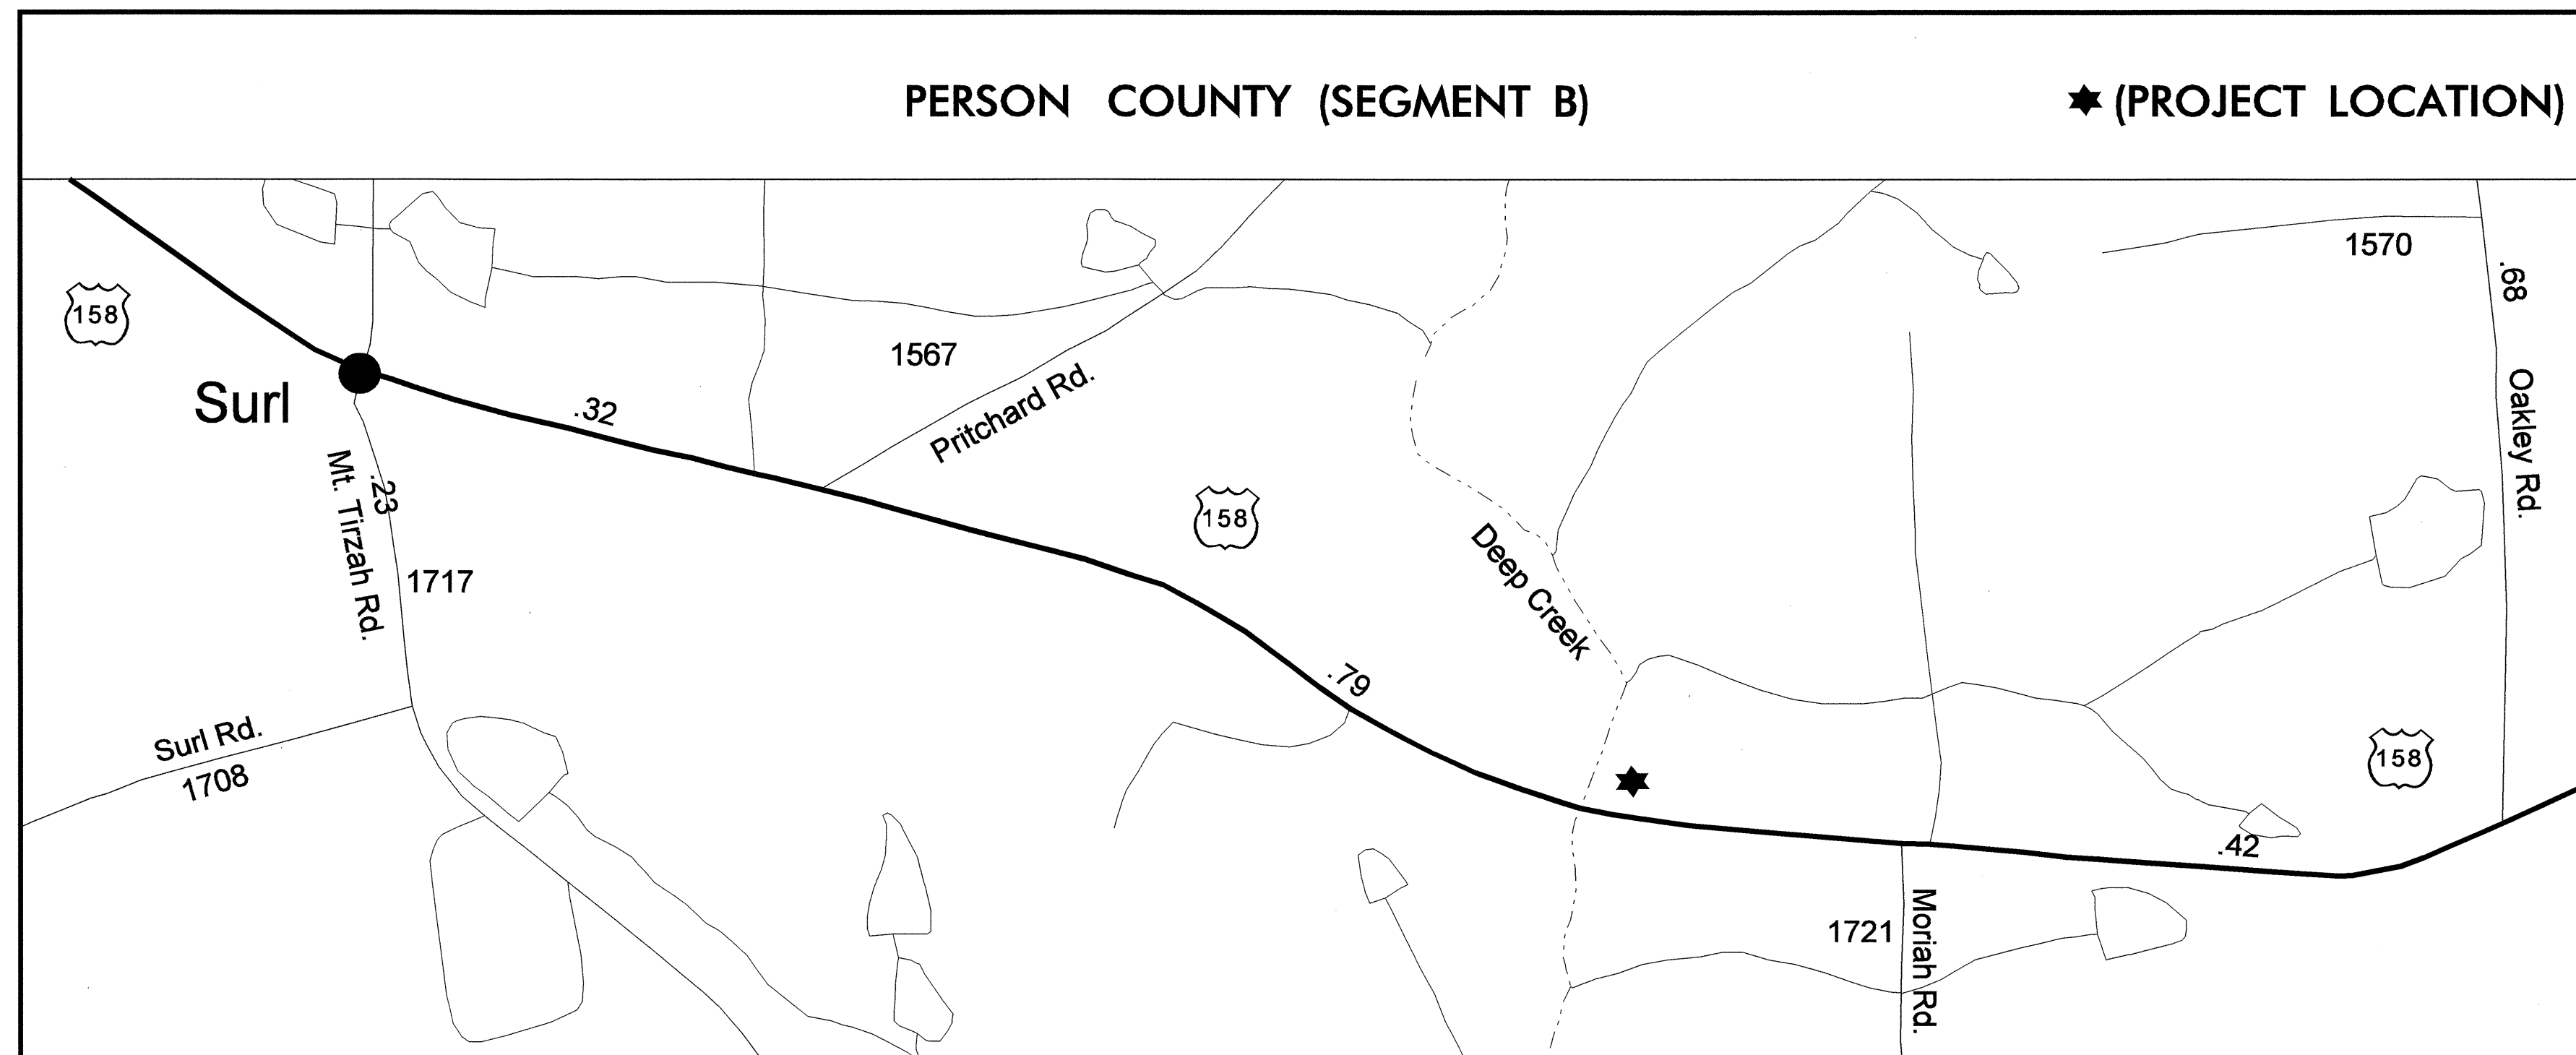 PERSON COUNTY (SEGMENT B)
(PROJECT LOCATION)
1570
.68
158
1567
Pritchard Rd.
Oakley Rd.
Surl
.32
Mt. Tirzah Rd.
.23
158
Deep Creek
1717
.79
Surl Rd.
1708
158
.42
1721
Moriah Rd.